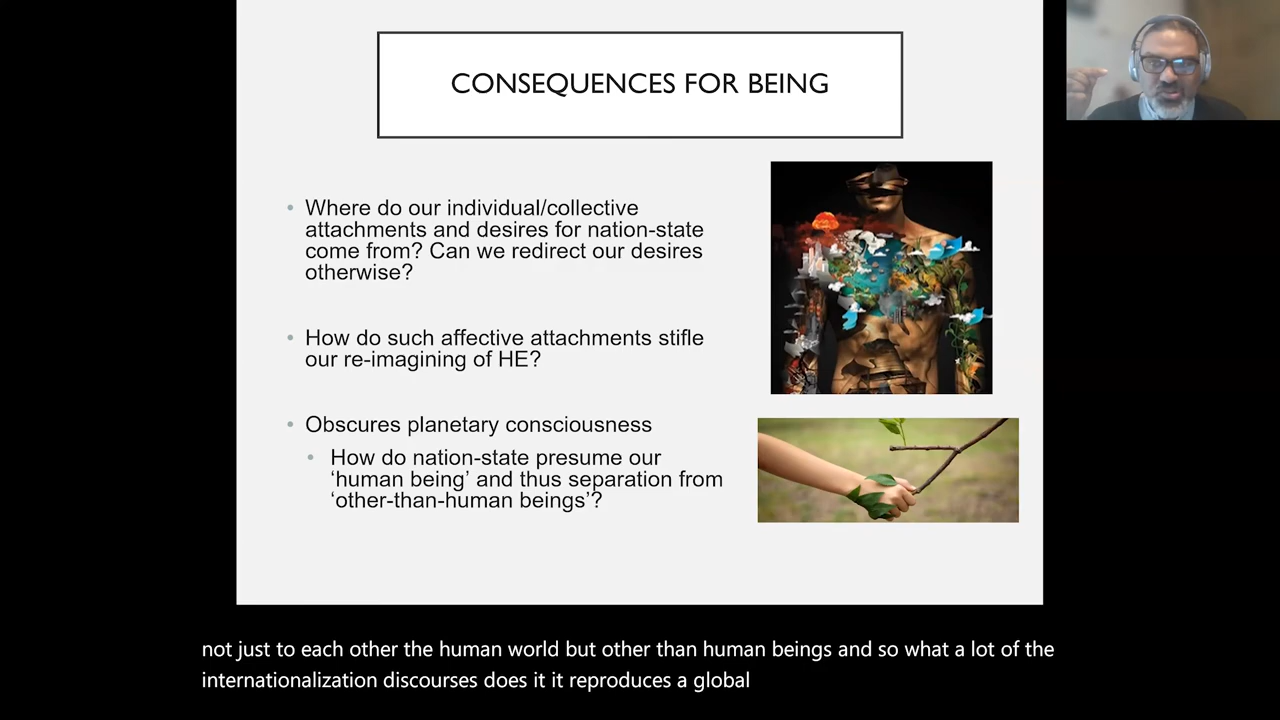 CONSEQUENCES FOR BEING
• Where do our individual/collective
attachments and desires for nation-state
come from? Can we redirect our desires
otherwise?
• How do such affective attachments stifle
our re-imagining of HE?
• Obscures planetary consciousness
• How do nation-state presume our
‘human being’ and thus separation from
‘other-than-human beings’?
not just to each other the human world but other than human beings and so what a lot of the
internationalization discourses does it it reproduces a global